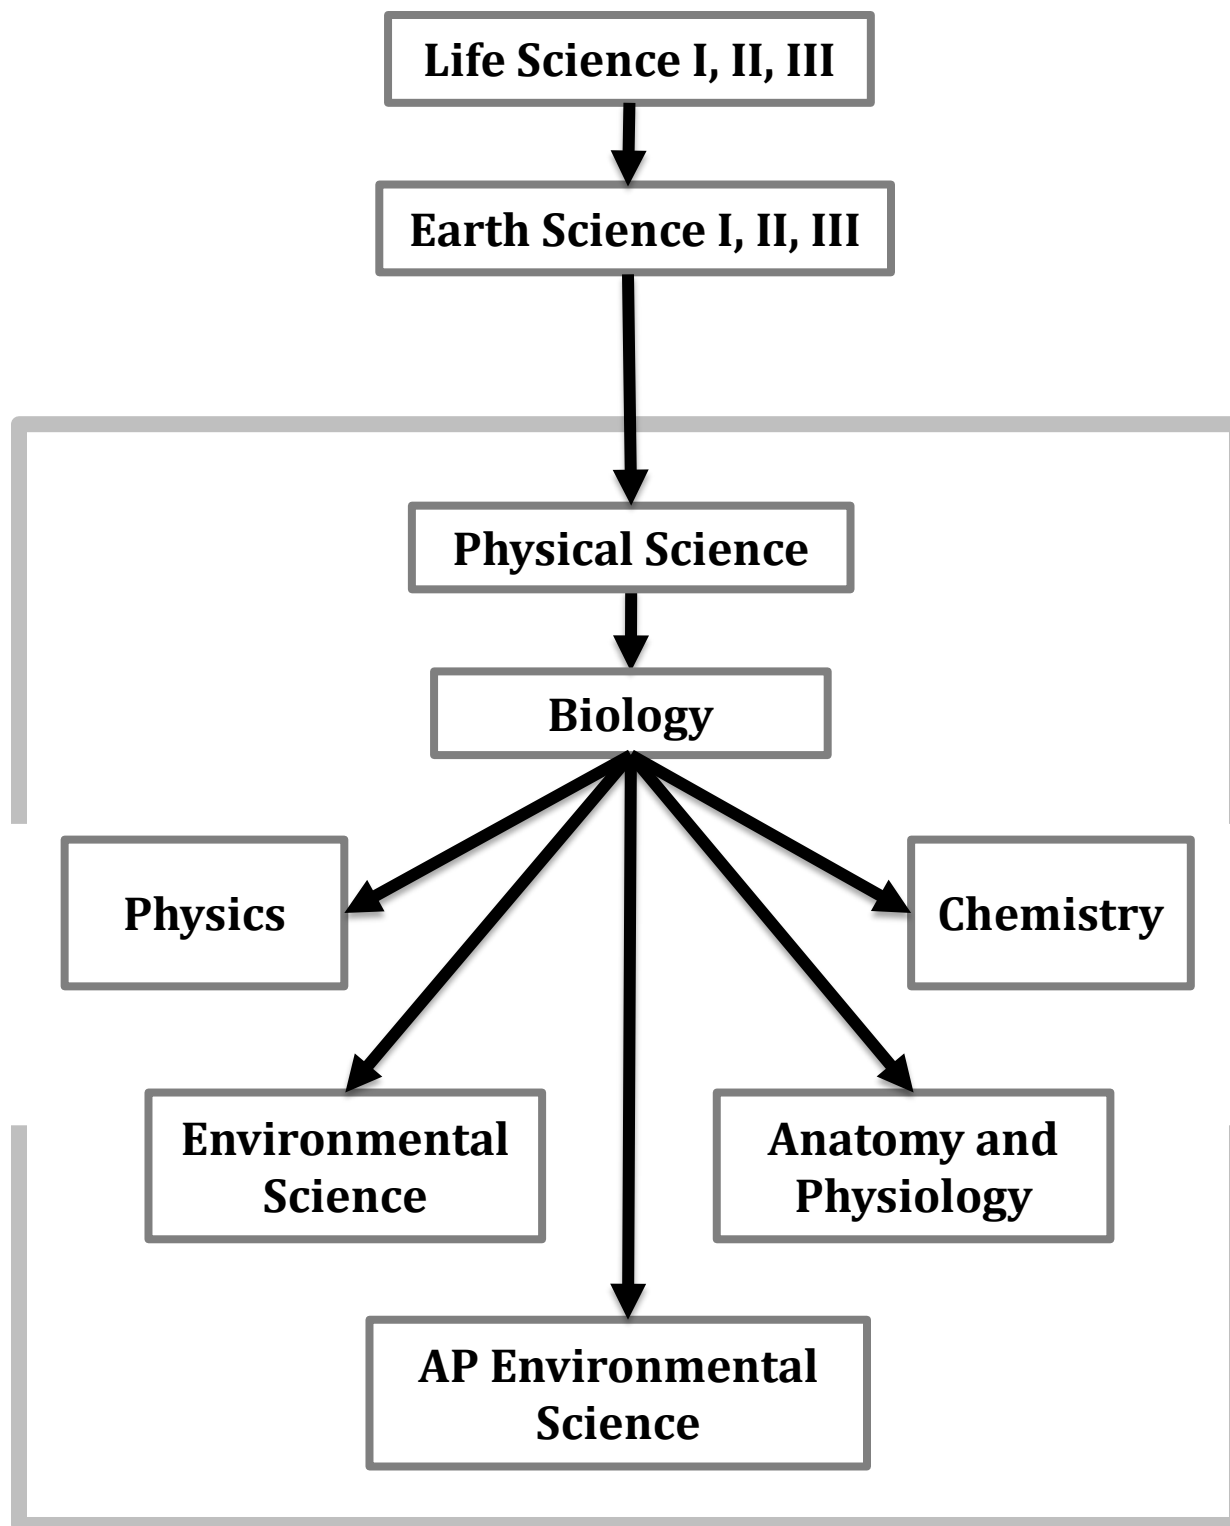 Life Science I, II, III
Earth Science I, II, III
Physical Science
Biology
Physics
Chemistry
Environmental
Science
Anatomy and
Physiology
AP Environmental
Science